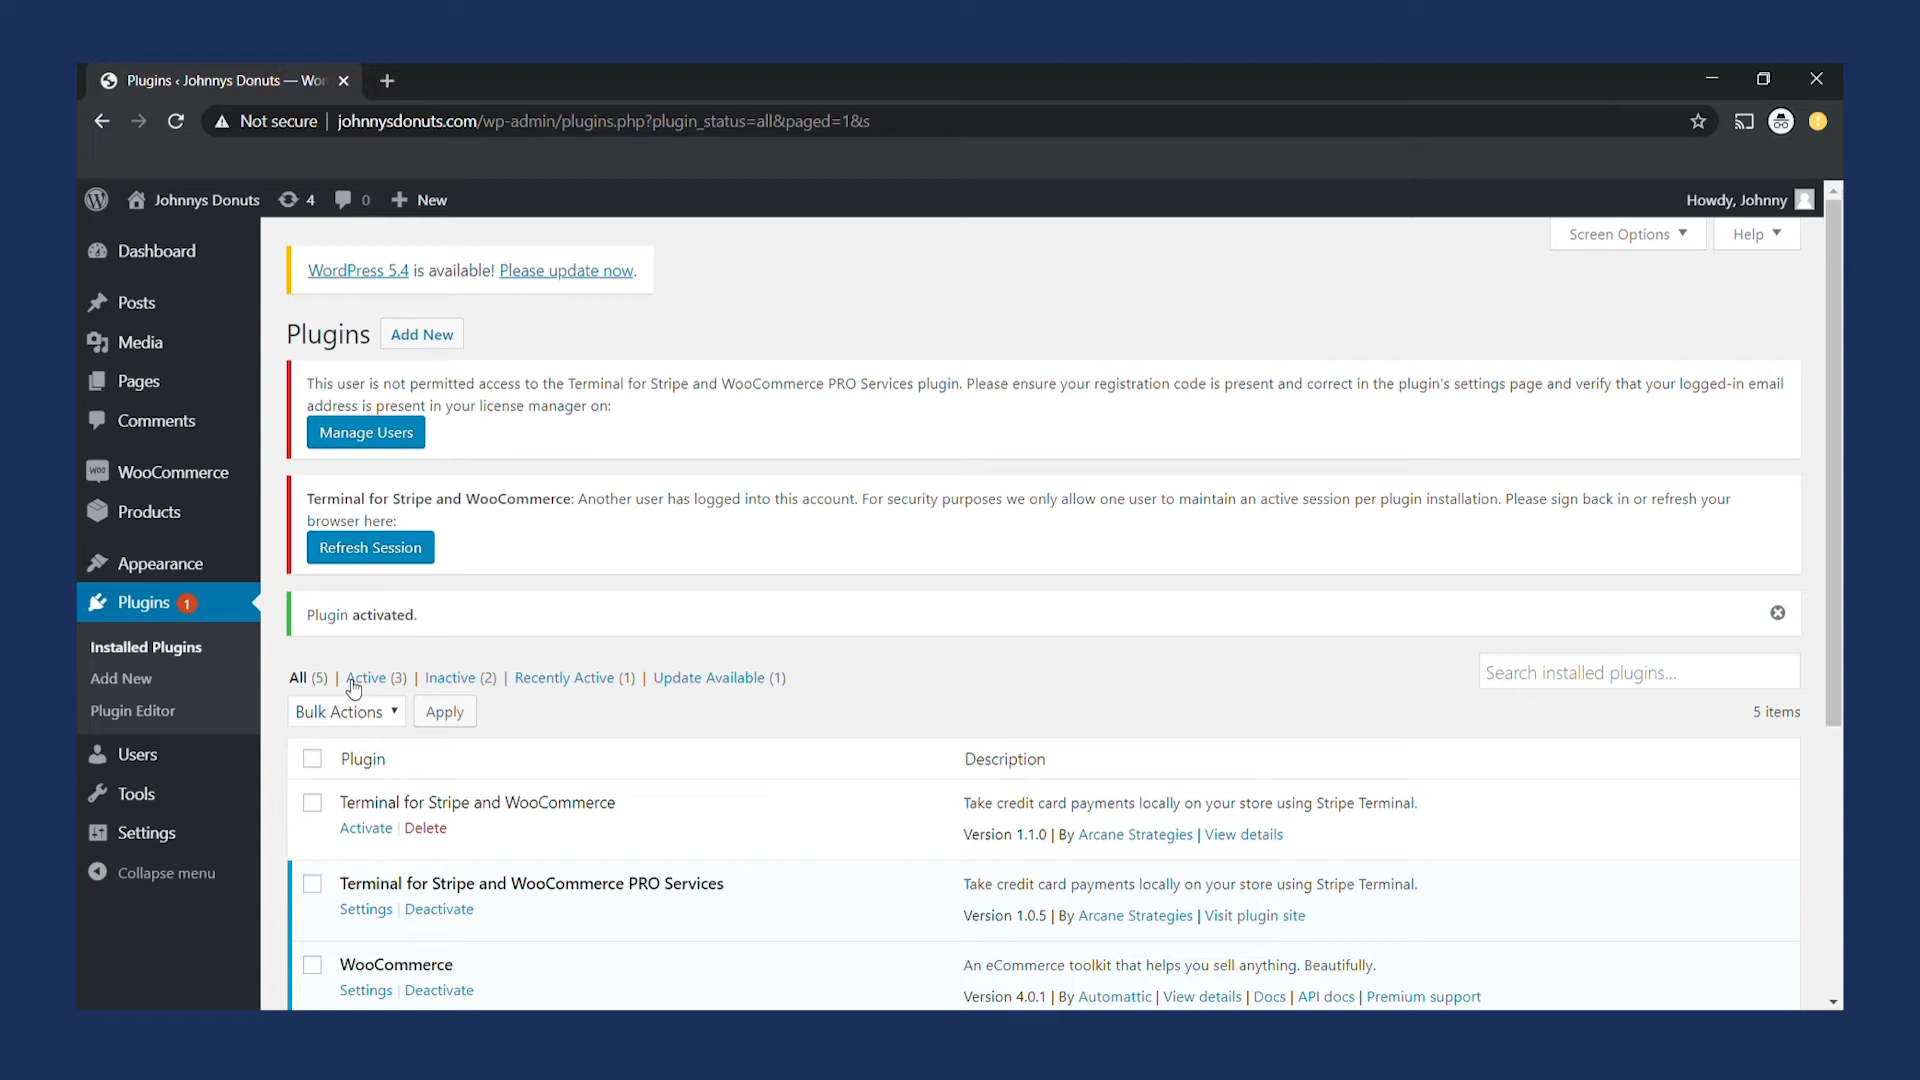 Plugins ‹ Johnnys Donuts — Wor
Not secure | johnnysdonuts.com/wp-admin/plugins.php?plugin_status=all&paged=1&s
Johnnys Donuts 4 0 New
Howdy, Johnny
Screen Options
Help
Dashboard
Posts
Media
Pages
Comments
WooCommerce
Products
Appearance
Plugins 1
Installed Plugins
Add New
Plugin Editor
Users
Tools
Settings
Collapse menu
WordPress 5.4 is available! Please update now.
Plugins
Add New
This user is not permitted access to the Terminal for Stripe and WooCommerce PRO Services plugin. Please ensure your registration code is present and correct in the plugin's settings page and verify that your logged-in email
address is present in your license manager on:
Manage Users
Terminal for Stripe and WooCommerce: Another user has logged into this account. For security purposes we only allow one user to maintain an active session per plugin installation. Please sign back in or refresh your
browser here:
Refresh Session
Plugin activated.
All (5) | Active (3) | Inactive (2) | Recently Active (1) | Update Available (1)
Search installed plugins...
Bulk Actions
Apply
5 items
Plugin
Description
Terminal for Stripe and WooCommerce
Activate | Delete
Take credit card payments locally on your store using Stripe Terminal.
Version 1.1.0 | By Arcane Strategies | View details
Terminal for Stripe and WooCommerce PRO Services
Settings | Deactivate
Take credit card payments locally on your store using Stripe Terminal.
Version 1.0.5 | By Arcane Strategies | Visit plugin site
WooCommerce
Settings | Deactivate
An eCommerce toolkit that helps you sell anything. Beautifully.
Version 4.0.1 | By Automattic | View details | Docs | API docs | Premium support